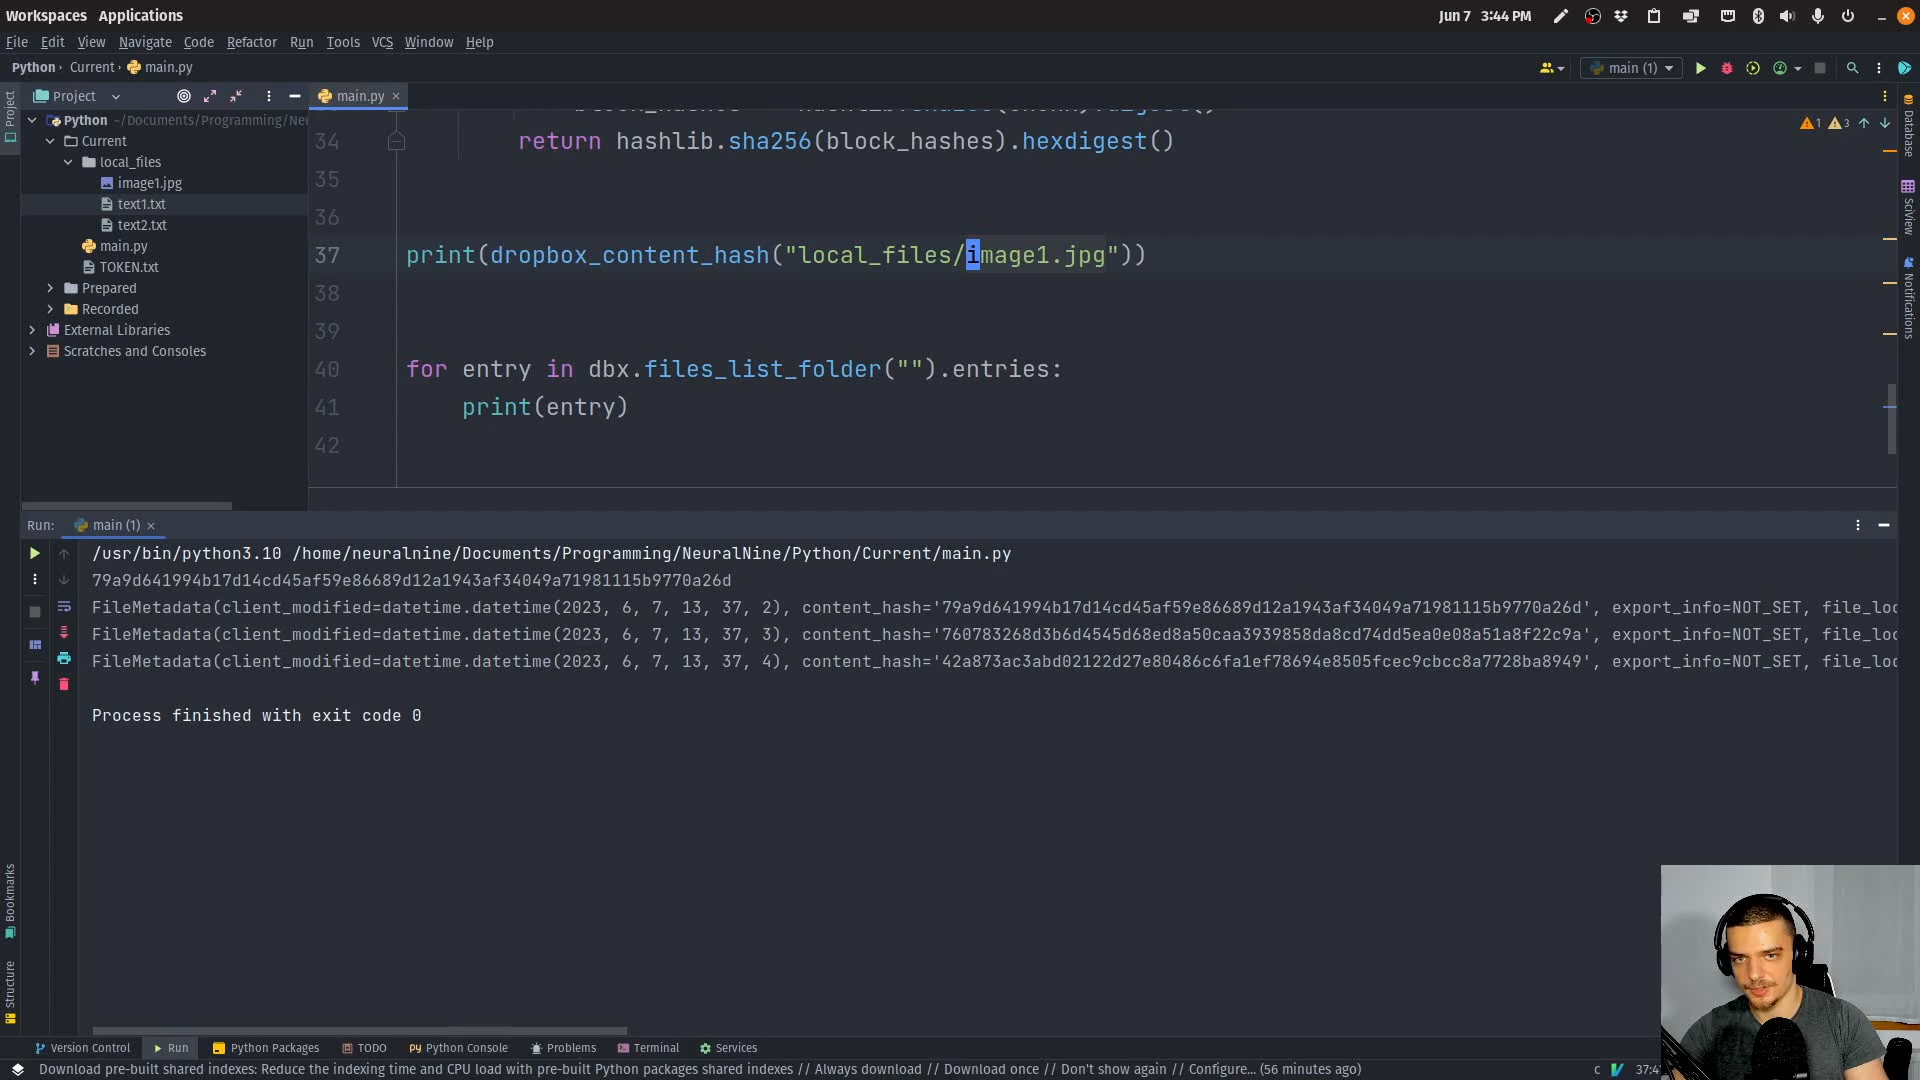 Workspaces Applications Jun 7 3:44 PM
File Edit View Navigate Code Refactor Run Tools VCS Window Help
Python Current main.py main (1)
Project main.py
Project
Python ~/Documents/Programming/Ne
Current
local_files
image1.jpg
text1.txt
text2.txt
main.py
TOKEN.txt
Prepared
Recorded
External Libraries
Scratches and Consoles
1 3
34 return hashlib.sha256(block_hashes).hexdigest()
35
36
37 print(dropbox_content_hash("local_files/image1.jpg"))
38
39
40 for entry in dbx.files_list_folder("").entries:
41 print(entry)
42
Database
SciView
Notifications
Run: main (1)
/usr/bin/python3.10 /home/neuralnine/Documents/Programming/NeuralNine/Python/Current/main.py
79a9d641994b17d14cd45af59e86689d12a1943af34049a71981115b9770a26d
FileMetadata(client_modified=datetime.datetime(2023, 6, 7, 13, 37, 2), content_hash='79a9d641994b17d14cd45af59e86689d12a1943af34049a71981115b9770a26d', export_info=NOT_SET, file_loc
FileMetadata(client_modified=datetime.datetime(2023, 6, 7, 13, 37, 3), content_hash='760783268d3b6d4545d68ed8a50caa3939858da8cd74dd5ea0e08a51a8f22c9a', export_info=NOT_SET, file_loc
FileMetadata(client_modified=datetime.datetime(2023, 6, 7, 13, 37, 4), content_hash='42a873ac3abd02122d27e80486c6fa1ef78694e8505fcec9cbcc8a7728ba8949', export_info=NOT_SET, file_loc
Process finished with exit code 0
Bookmarks
Structure
Version Control Run Python Packages TODO Python Console Problems Terminal Services
Download pre-built shared indexes: Reduce the indexing time and CPU load with pre-built Python packages shared indexes // Always download // Download once // Don't show again // Configure... (56 minutes ago) C